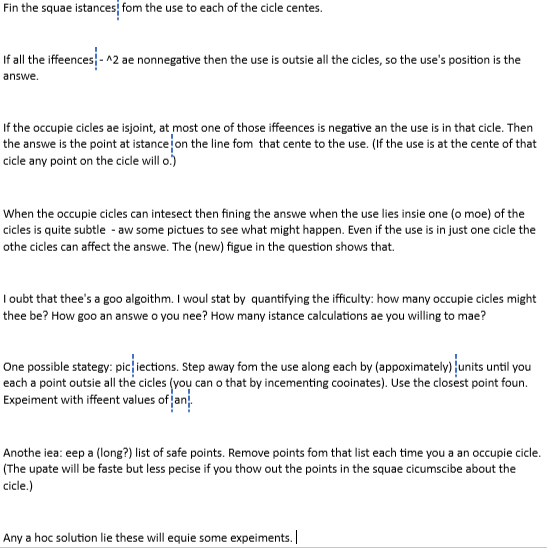 Fin the squae istances fom the use to each of the cicle centes.
If all the iffeences - ^2 ae nonnegative then the use is outsie all the cicles, so the use's position is the
answe.
If the occupie cicles ae isjoint, at most one of those iffeences is negative an the use is in that cicle. Then
the answe is the point at istance on the line fom that cente to the use. (If the use is at the cente of that
cicle any point on the cicle will o.)
When the occupie cicles can intesect then fining the answe when the use lies insie one (o moe) of the
cicles is quite subtle - aw some pictues to see what might happen. Even if the use is in just one cicle the
othe cicles can affect the answe. The (new) figue in the question shows that.
I oubt that thee's a goo algoithm. I woul stat by quantifying the ifficulty: how many occupie cicles might
thee be? How goo an answe o you nee? How many istance calculations ae you willing to mae?
One possible stategy: pic iections. Step away fom the use along each by (appoximately) units until you
each a point outsie all the cicles (you can o that by incementing cooinates). Use the closest point foun.
Expeiment with iffeent values of an .
Anothe iea: eep a (long?) list of safe points. Remove points fom that list each time you a an occupie cicle.
(The upate will be faste but less pecise if you thow out the points in the squae cicumscibe about the
cicle.)
Any a hoc solution lie these will equie some expeiments.